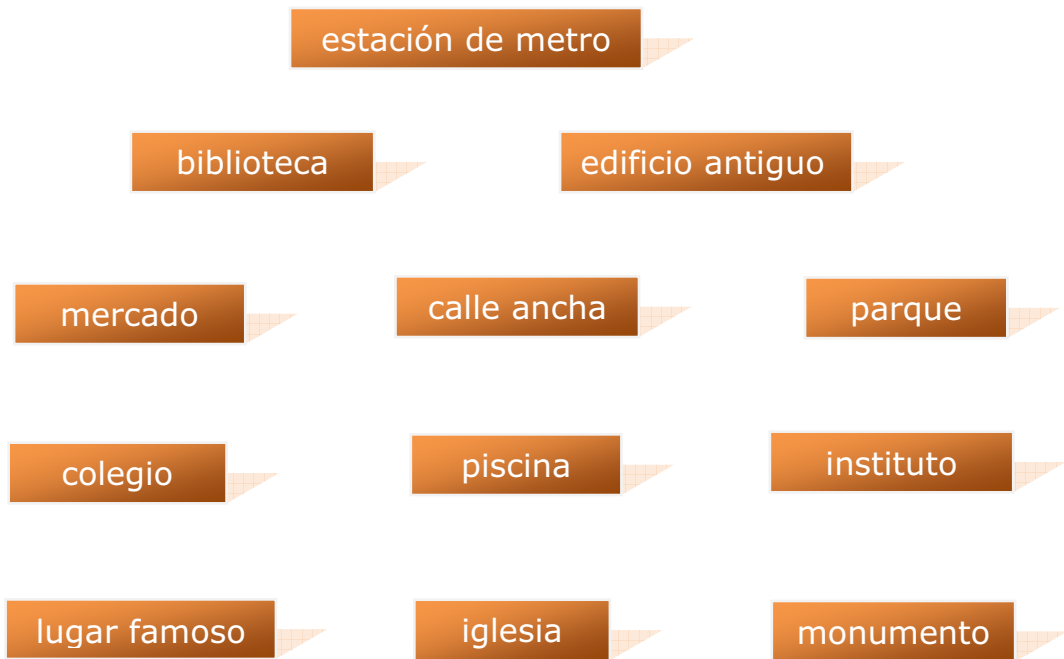 estación de metro
biblioteca
edificio antiguo
mercado
calle ancha
parque
colegio
piscina
instituto
lugar famoso
iglesia
monumento